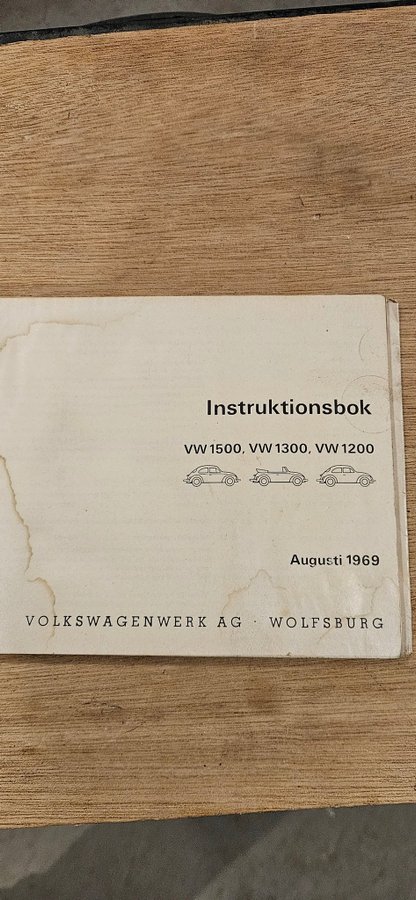 Instruktionsbok
VW 1500, VW 1300, VW 1200
Augusti 1969
VOLKSWAGENWERK AG · WOLFSBURG